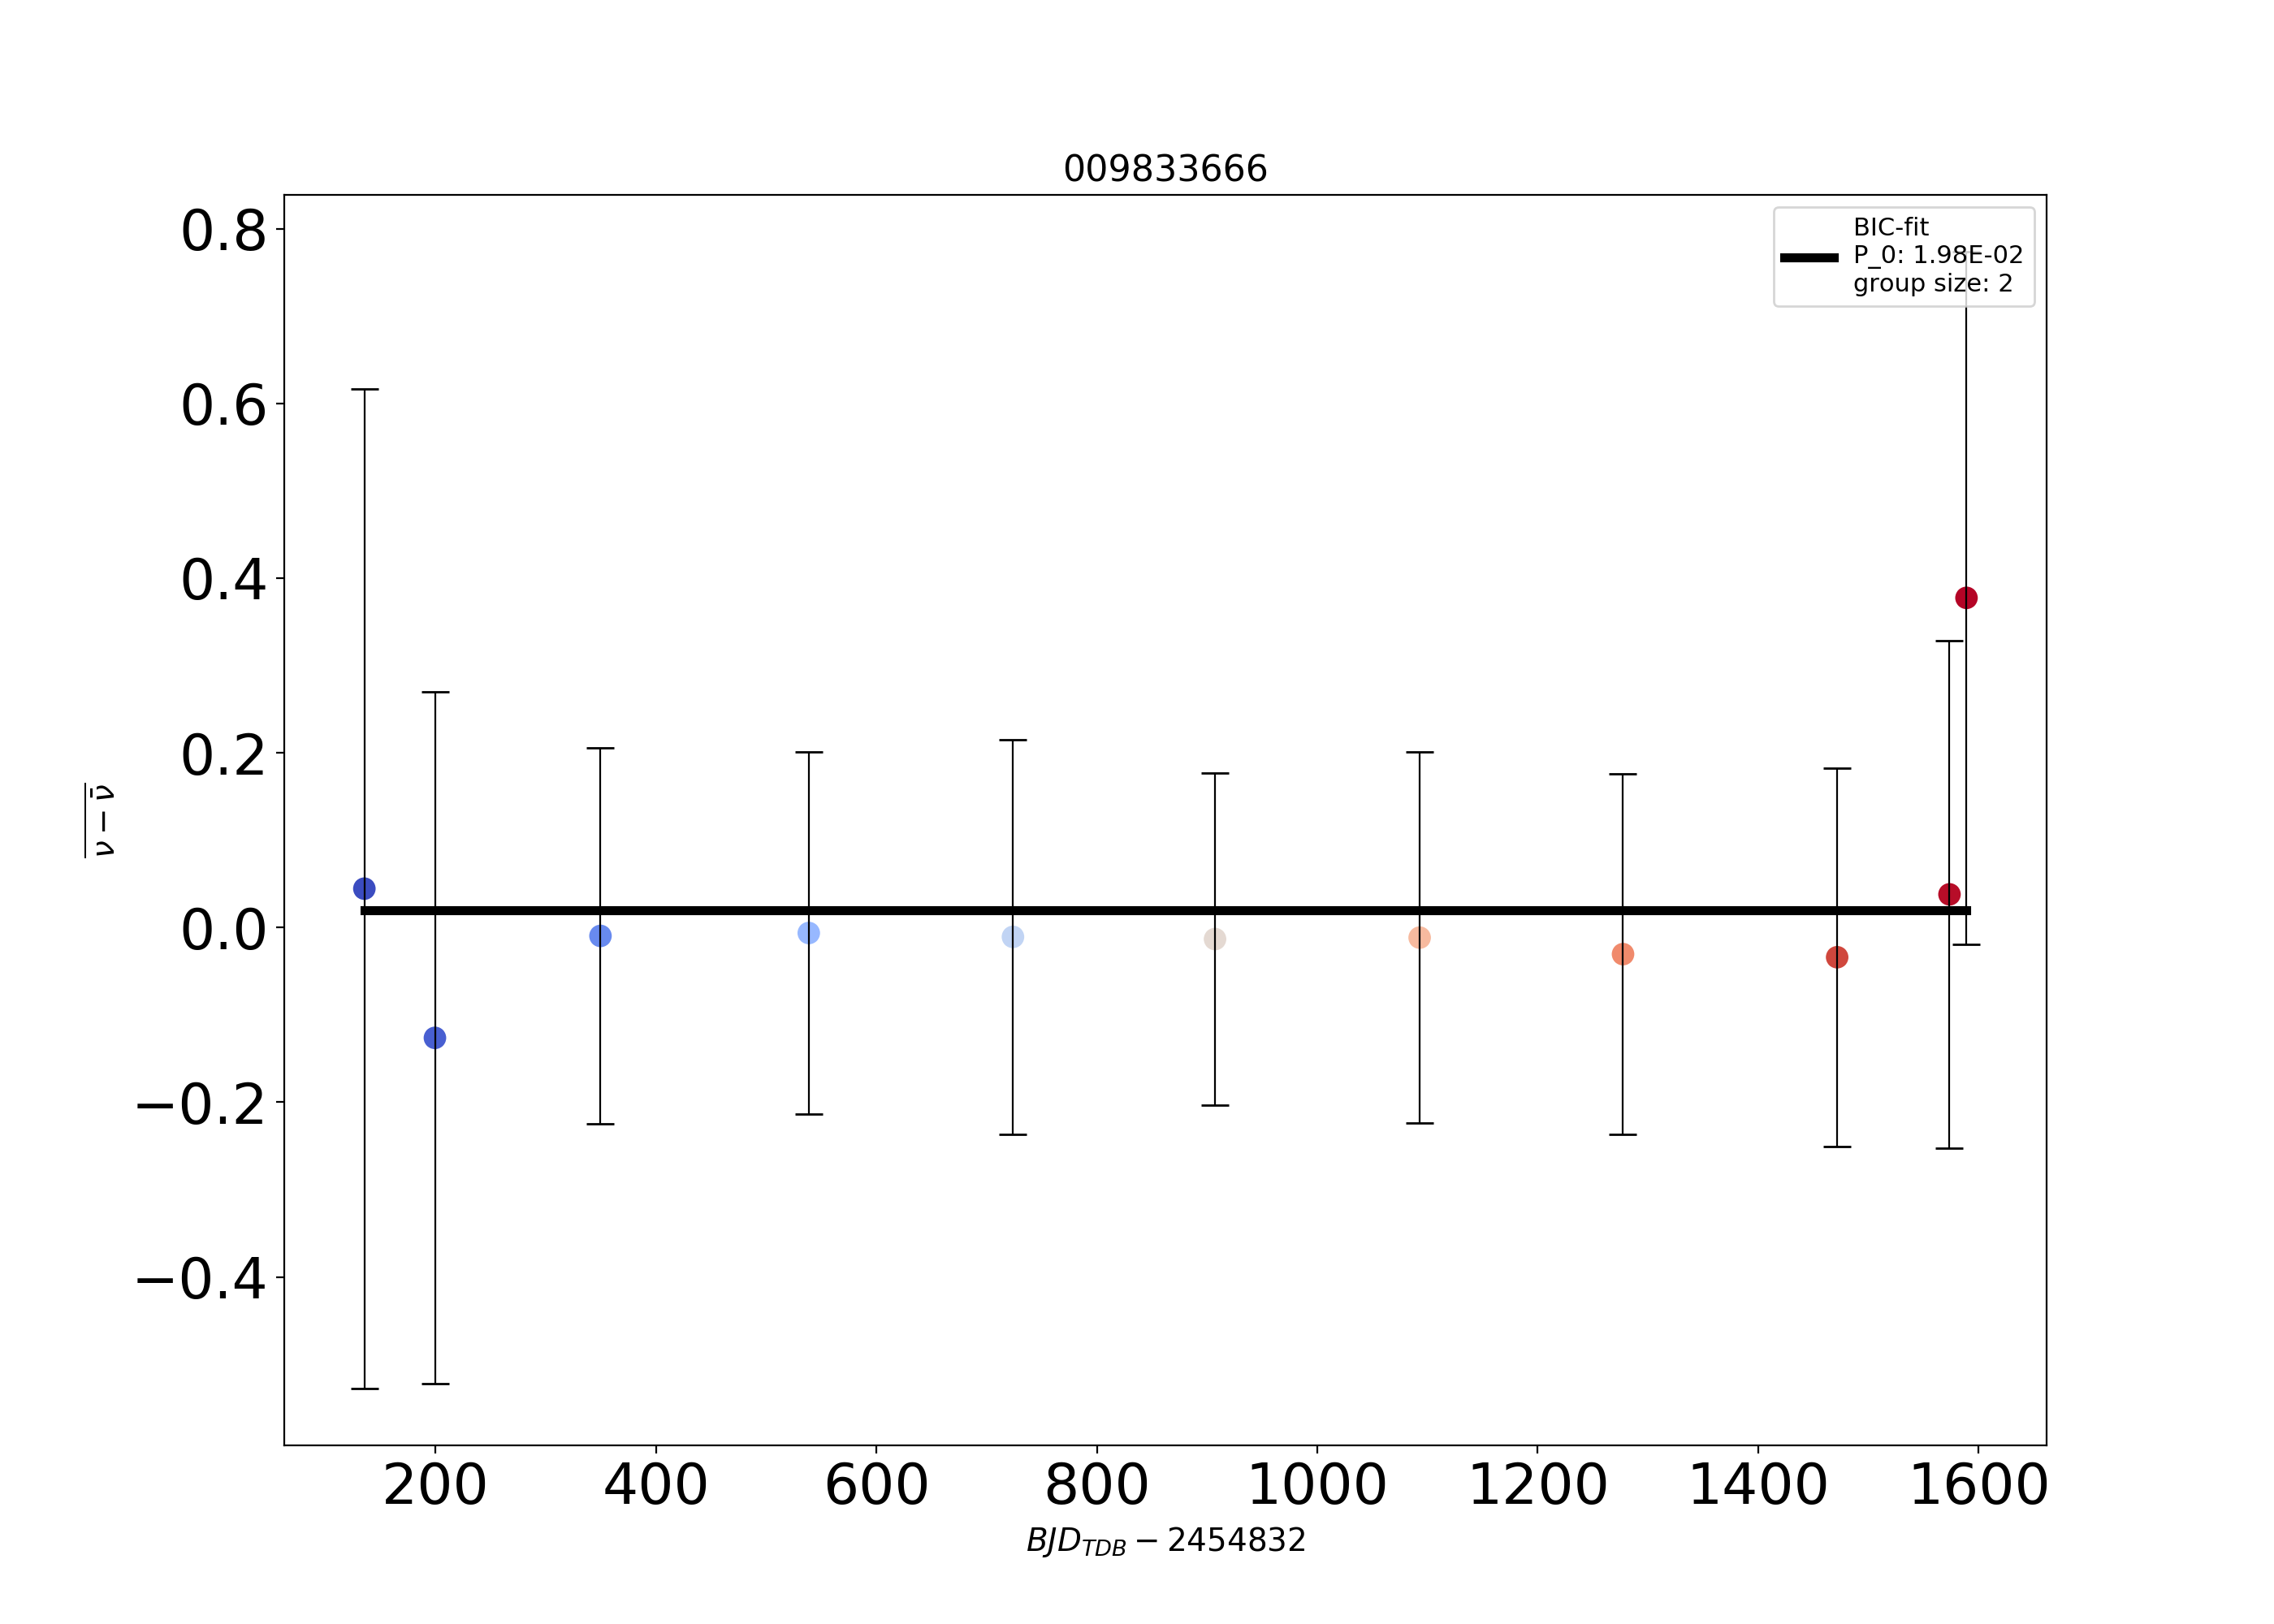 009833666
BIC-fit
P_0: 1.98E-02
group size: 2
0.8
0.6
0.4
0.2
0.0
−0.2
−0.4
ν − ν̄
200 400 600 800 1000 1200 1400 1600
BJD_TDB − 2454832